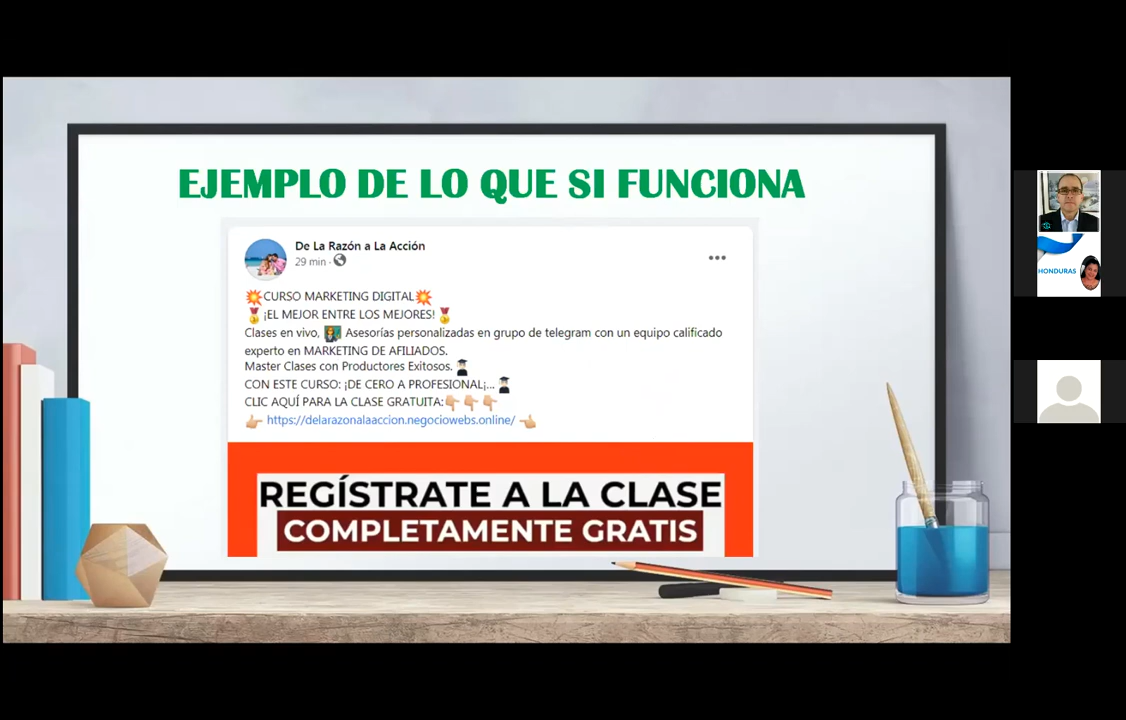 EJEMPLO DE LO QUE SI FUNCIONA
De La Razón a La Acción
29 min ·
💥CURSO MARKETING DIGITAL💥
🏅¡EL MEJOR ENTRE LOS MEJORES!🏅
Clases en vivo, 👩‍🏫 Asesorías personalizadas en grupo de telegram con un equipo calificado
experto en MARKETING DE AFILIADOS.
Master Clases con Productores Exitosos. 👨🏻‍🎓
CON ESTE CURSO: ¡DE CERO A PROFESIONAL¡... 👨🏻‍🎓
CLIC AQUÍ PARA LA CLASE GRATUITA:👇🏼👇🏼👇🏼
👉🏼 https://delarazonalaaccion.negociowebs.online/ 👈🏼
REGÍSTRATE A LA CLASE
COMPLETAMENTE GRATIS
HONDURAS